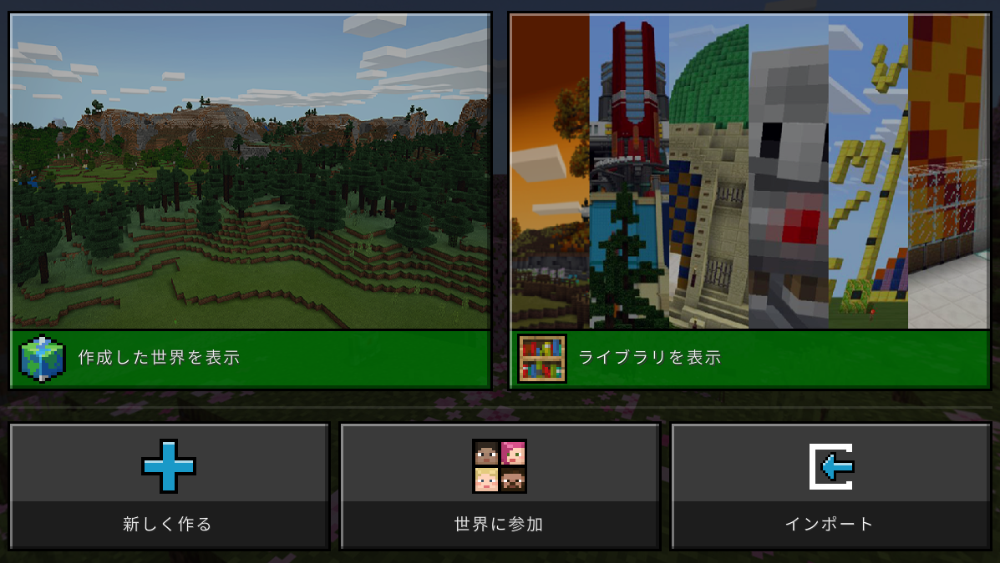 作成した世界を表示
ライブラリを表示
新しく作る
世界に参加
インポート